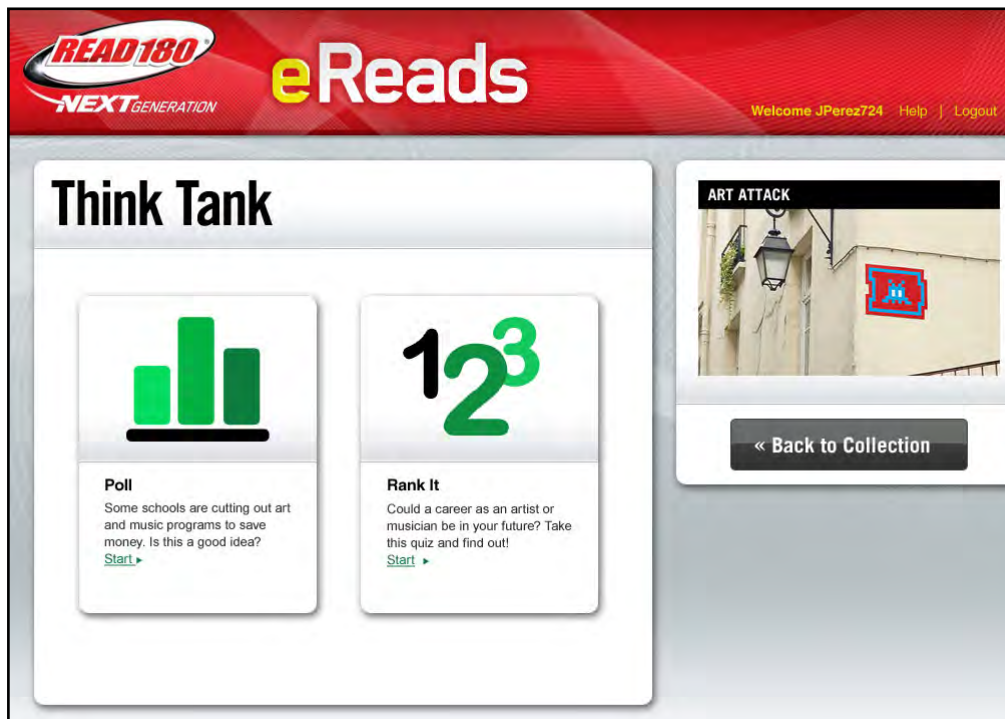 READ 180
NEXT GENERATION
eReads
Welcome JPerez724 Help | Logout
Think Tank
Poll
Some schools are cutting out art
and music programs to save
money. Is this a good idea?
Start ▸
123
Rank It
Could a career as an artist or
musician be in your future? Take
this quiz and find out!
Start ▸
ART ATTACK
« Back to Collection